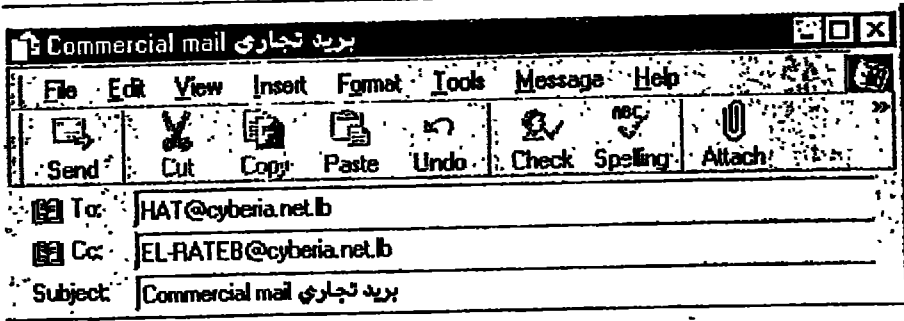 Commercial mail بريد تجاري
File Edit View Insert Format Tools Message Help
Send Cut Copy Paste Undo Check Spelling Attach
To: HAT@cyberia.net.lb
Cc: EL-RATEB@cyberia.net.lb
Subject: Commercial mail بريد تجاري